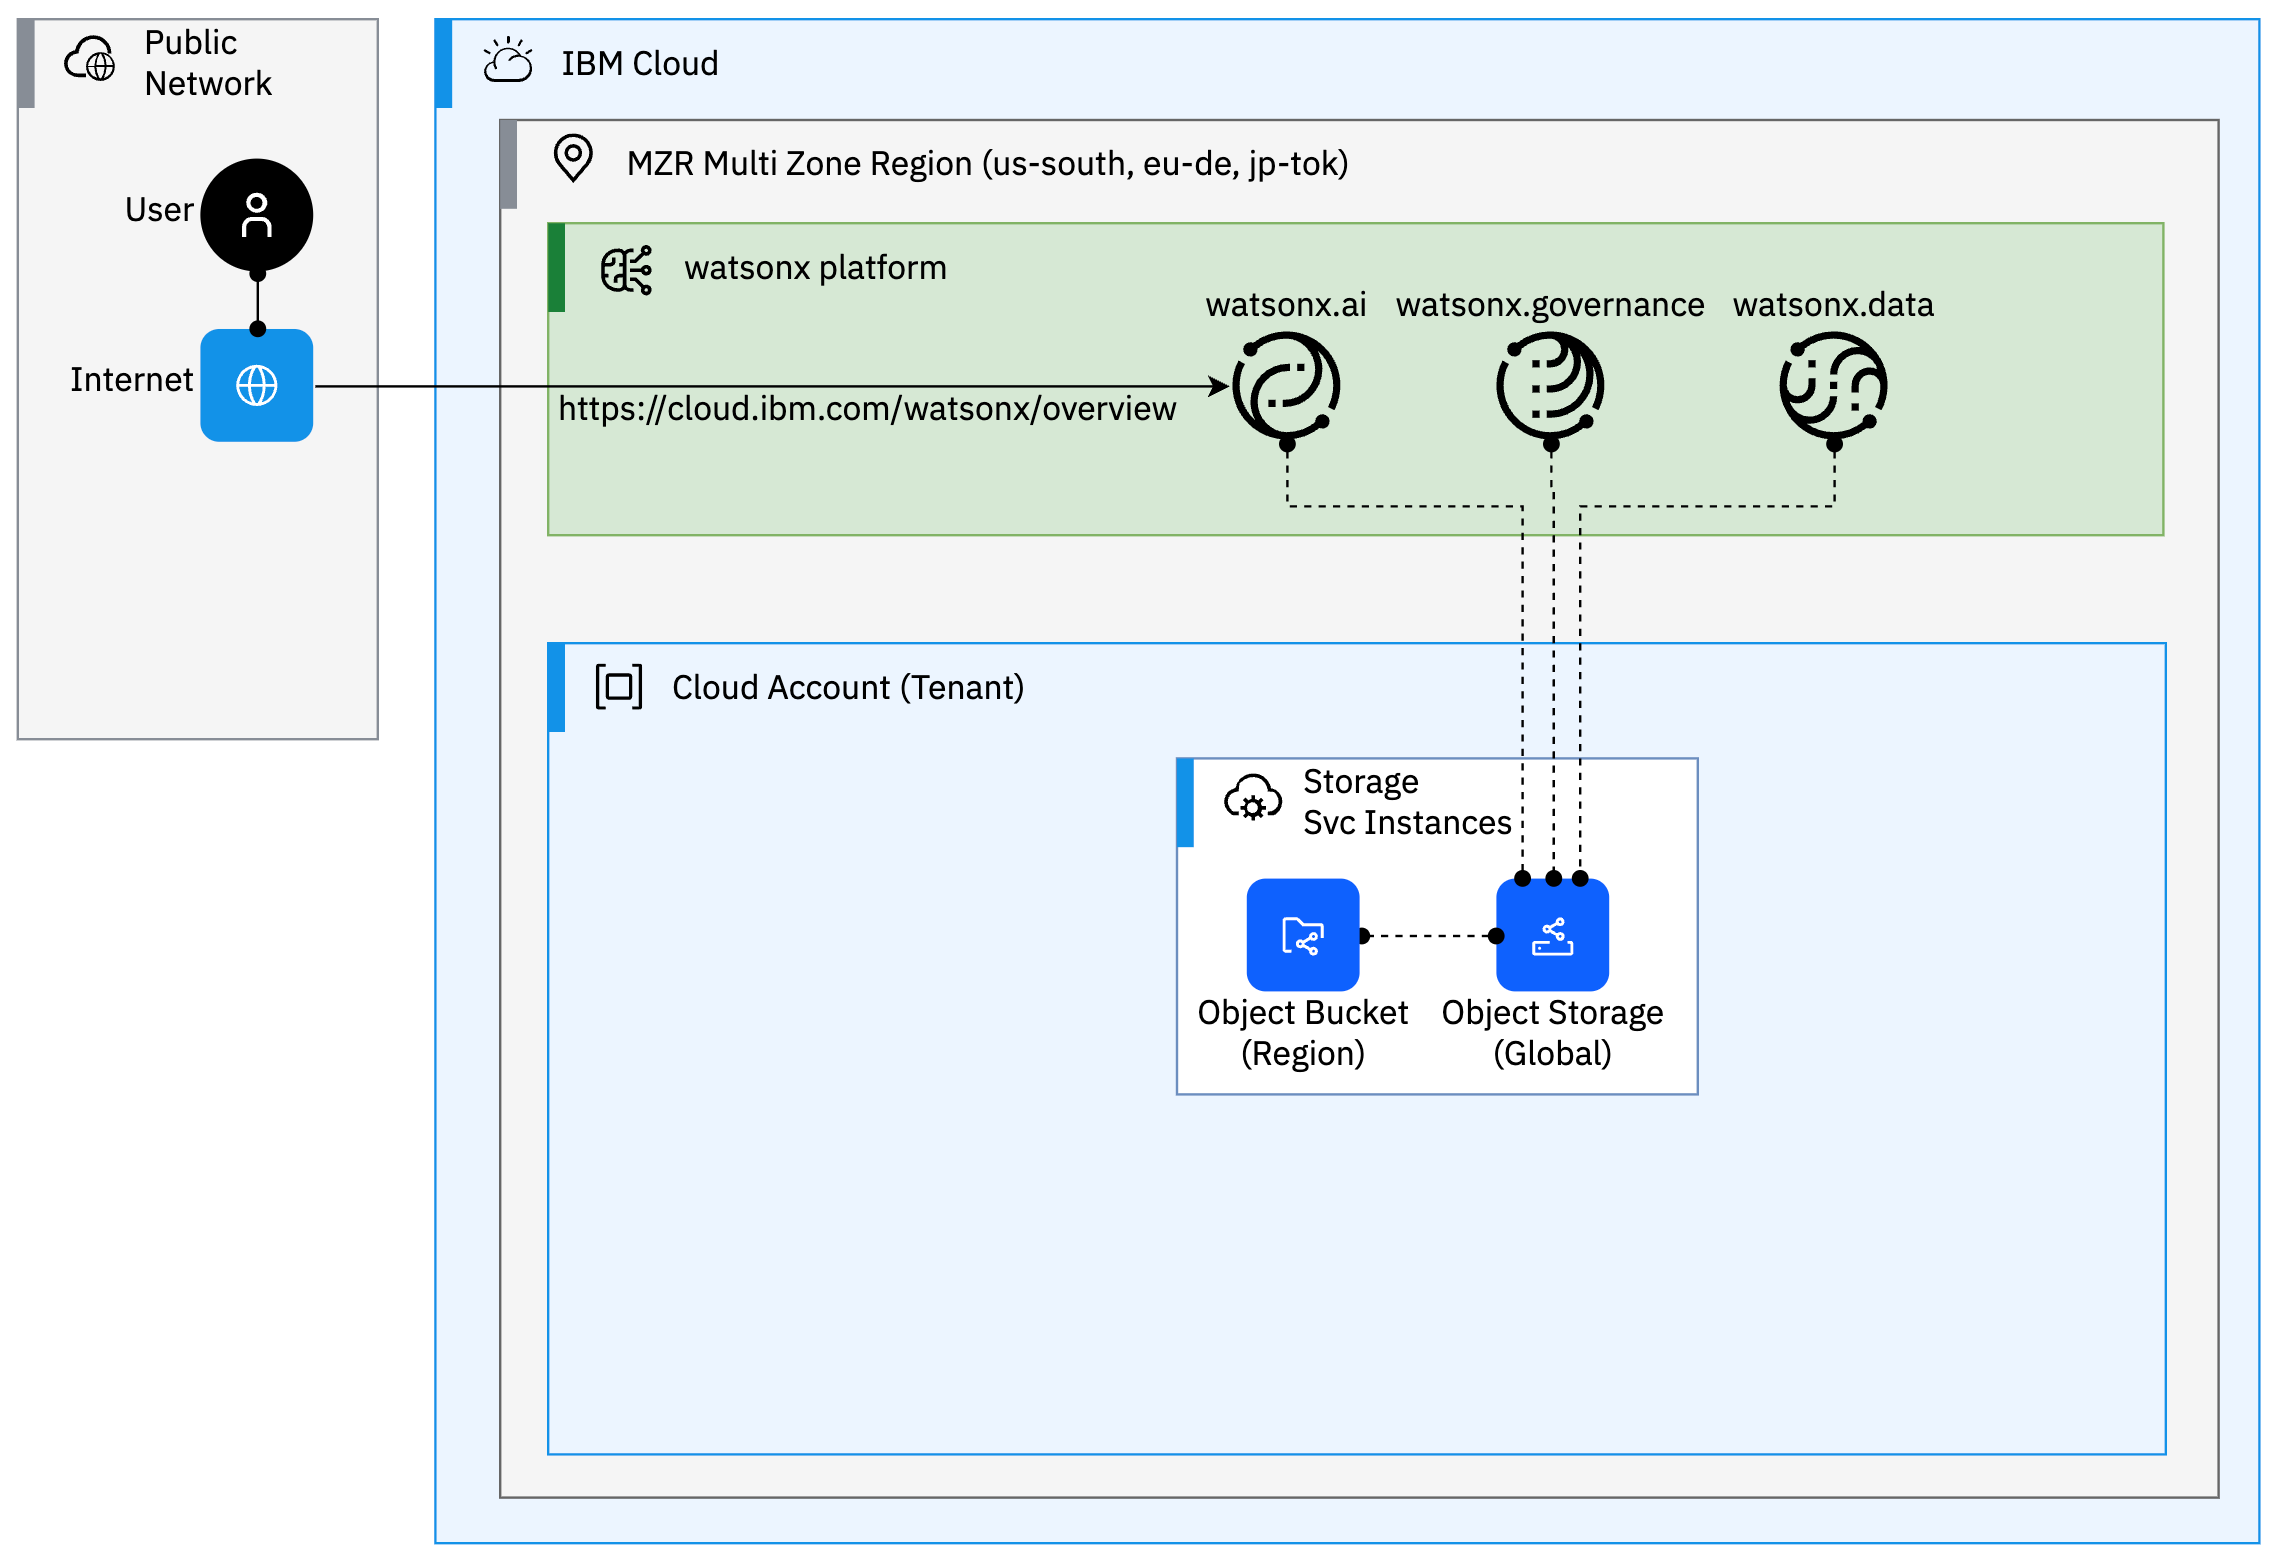 Public
Network
User
Internet
IBM Cloud
MZR Multi Zone Region (us-south, eu-de, jp-tok)
watsonx platform
watsonx.ai
watsonx.governance
watsonx.data
https://cloud.ibm.com/watsonx/overview
Cloud Account (Tenant)
Storage
Svc Instances
Object Bucket
(Region)
Object Storage
(Global)